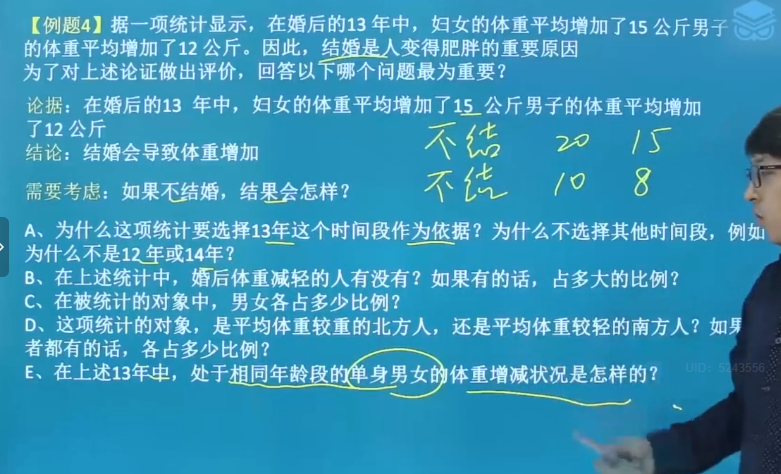 【例题4】据一项统计显示，在婚后的13年中，妇女的体重平均增加了15公斤男子
的体重平均增加了12公斤。因此，结婚是人变得肥胖的重要原因
为了对上述论证做出评价，回答以下哪个问题最为重要？
论据：在婚后的13 年中，妇女的体重平均增加了15 公斤男子的体重平均增加
了12公斤
不结 20 15
结论：结婚会导致体重增加
需要考虑：如果不结婚，结果会怎样？
不结 10 8
A、为什么这项统计要选择13年这个时间段作为依据？为什么不选择其他时间段，例如
为什么不是12年或14年？
B、在上述统计中，婚后体重减轻的人有没有？如果有的话，占多大的比例？
C、在被统计的对象中，男女各占多少比例？
D、这项统计的对象，是平均体重较重的北方人，还是平均体重较轻的南方人？如果
者都有的话，各占多少比例？
E、在上述13年中，处于相同年龄段的单身男女的体重增减状况是怎样的？
UID: 5243556